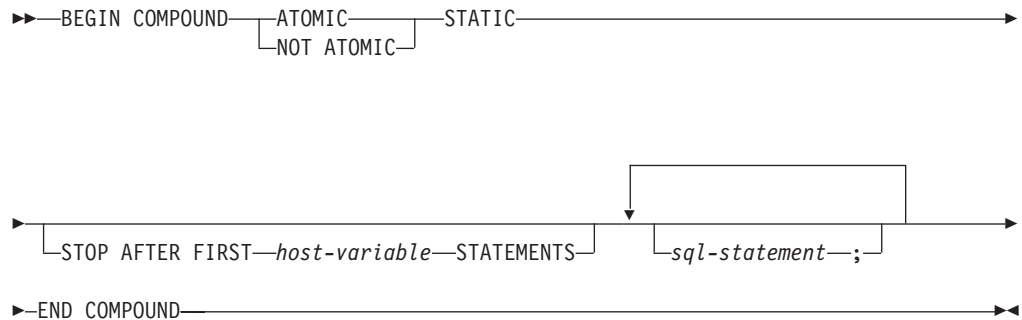 BEGIN COMPOUND ATOMIC STATIC
NOT ATOMIC
STOP AFTER FIRST host-variable STATEMENTS sql-statement ;
END COMPOUND